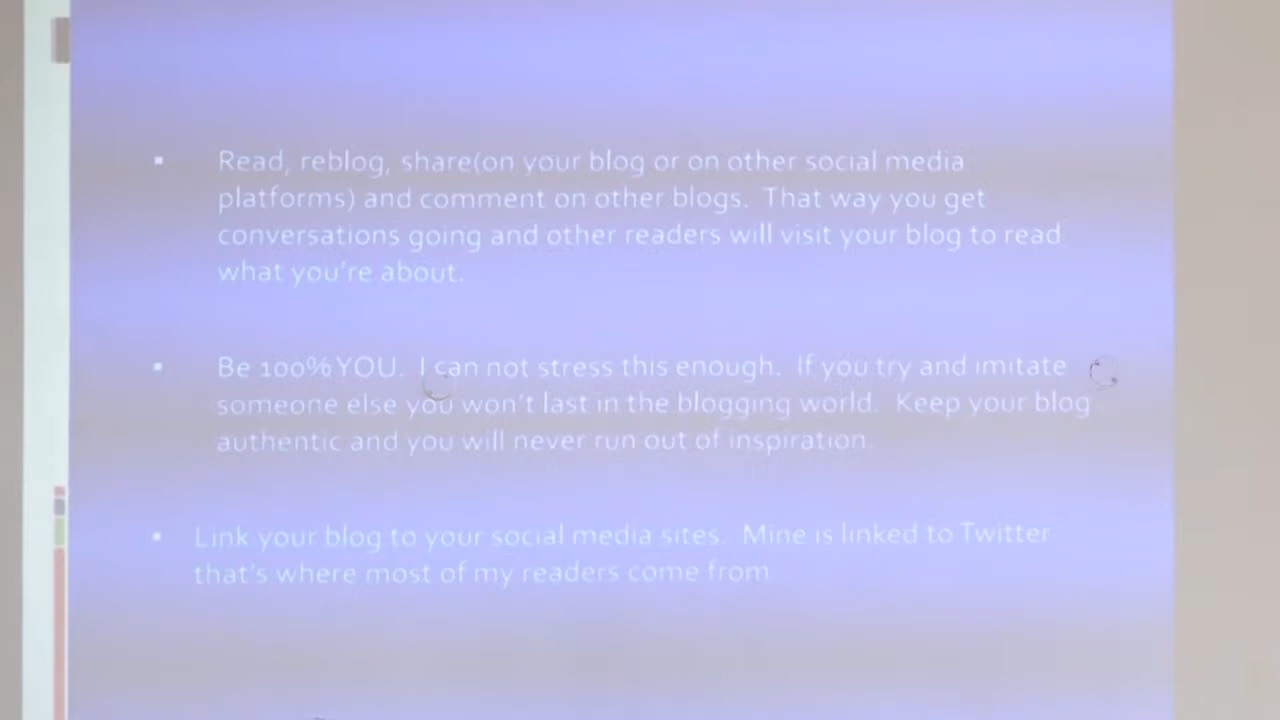 ▪ Read, reblog, share(on your blog or on other social media
platforms) and comment on other blogs.  That way you get
conversations going and other readers will visit your blog to read
what you're about.
▪ Be 100% YOU.  I can not stress this enough.  If you try and imitate
someone else you won't last in the blogging world.  Keep your blog
authentic and you will never run out of inspiration.
▪ Link your blog to your social media sites.  Mine is linked to Twitter
that's where most of my readers come from